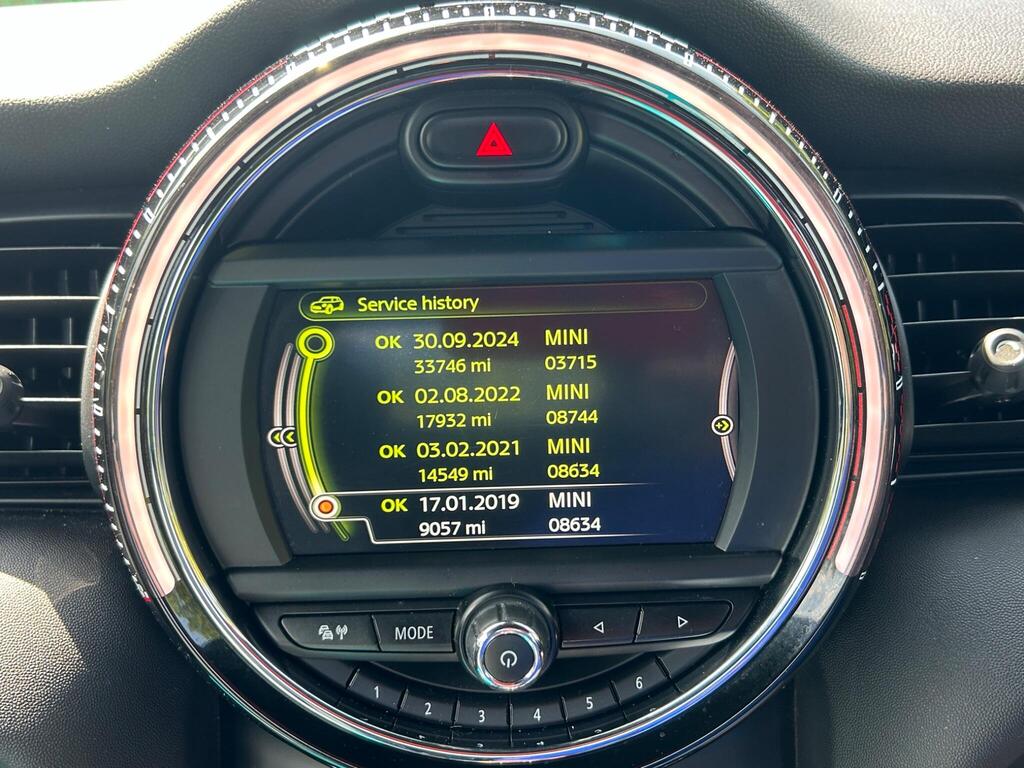 Service history
OK 30.09.2024 MINI
33746 mi 03715
OK 02.08.2022 MINI
17932 mi 08744
OK 03.02.2021 MINI
14549 mi 08634
OK 17.01.2019 MINI
9057 mi 08634
MODE
1 2 3 4 5 6